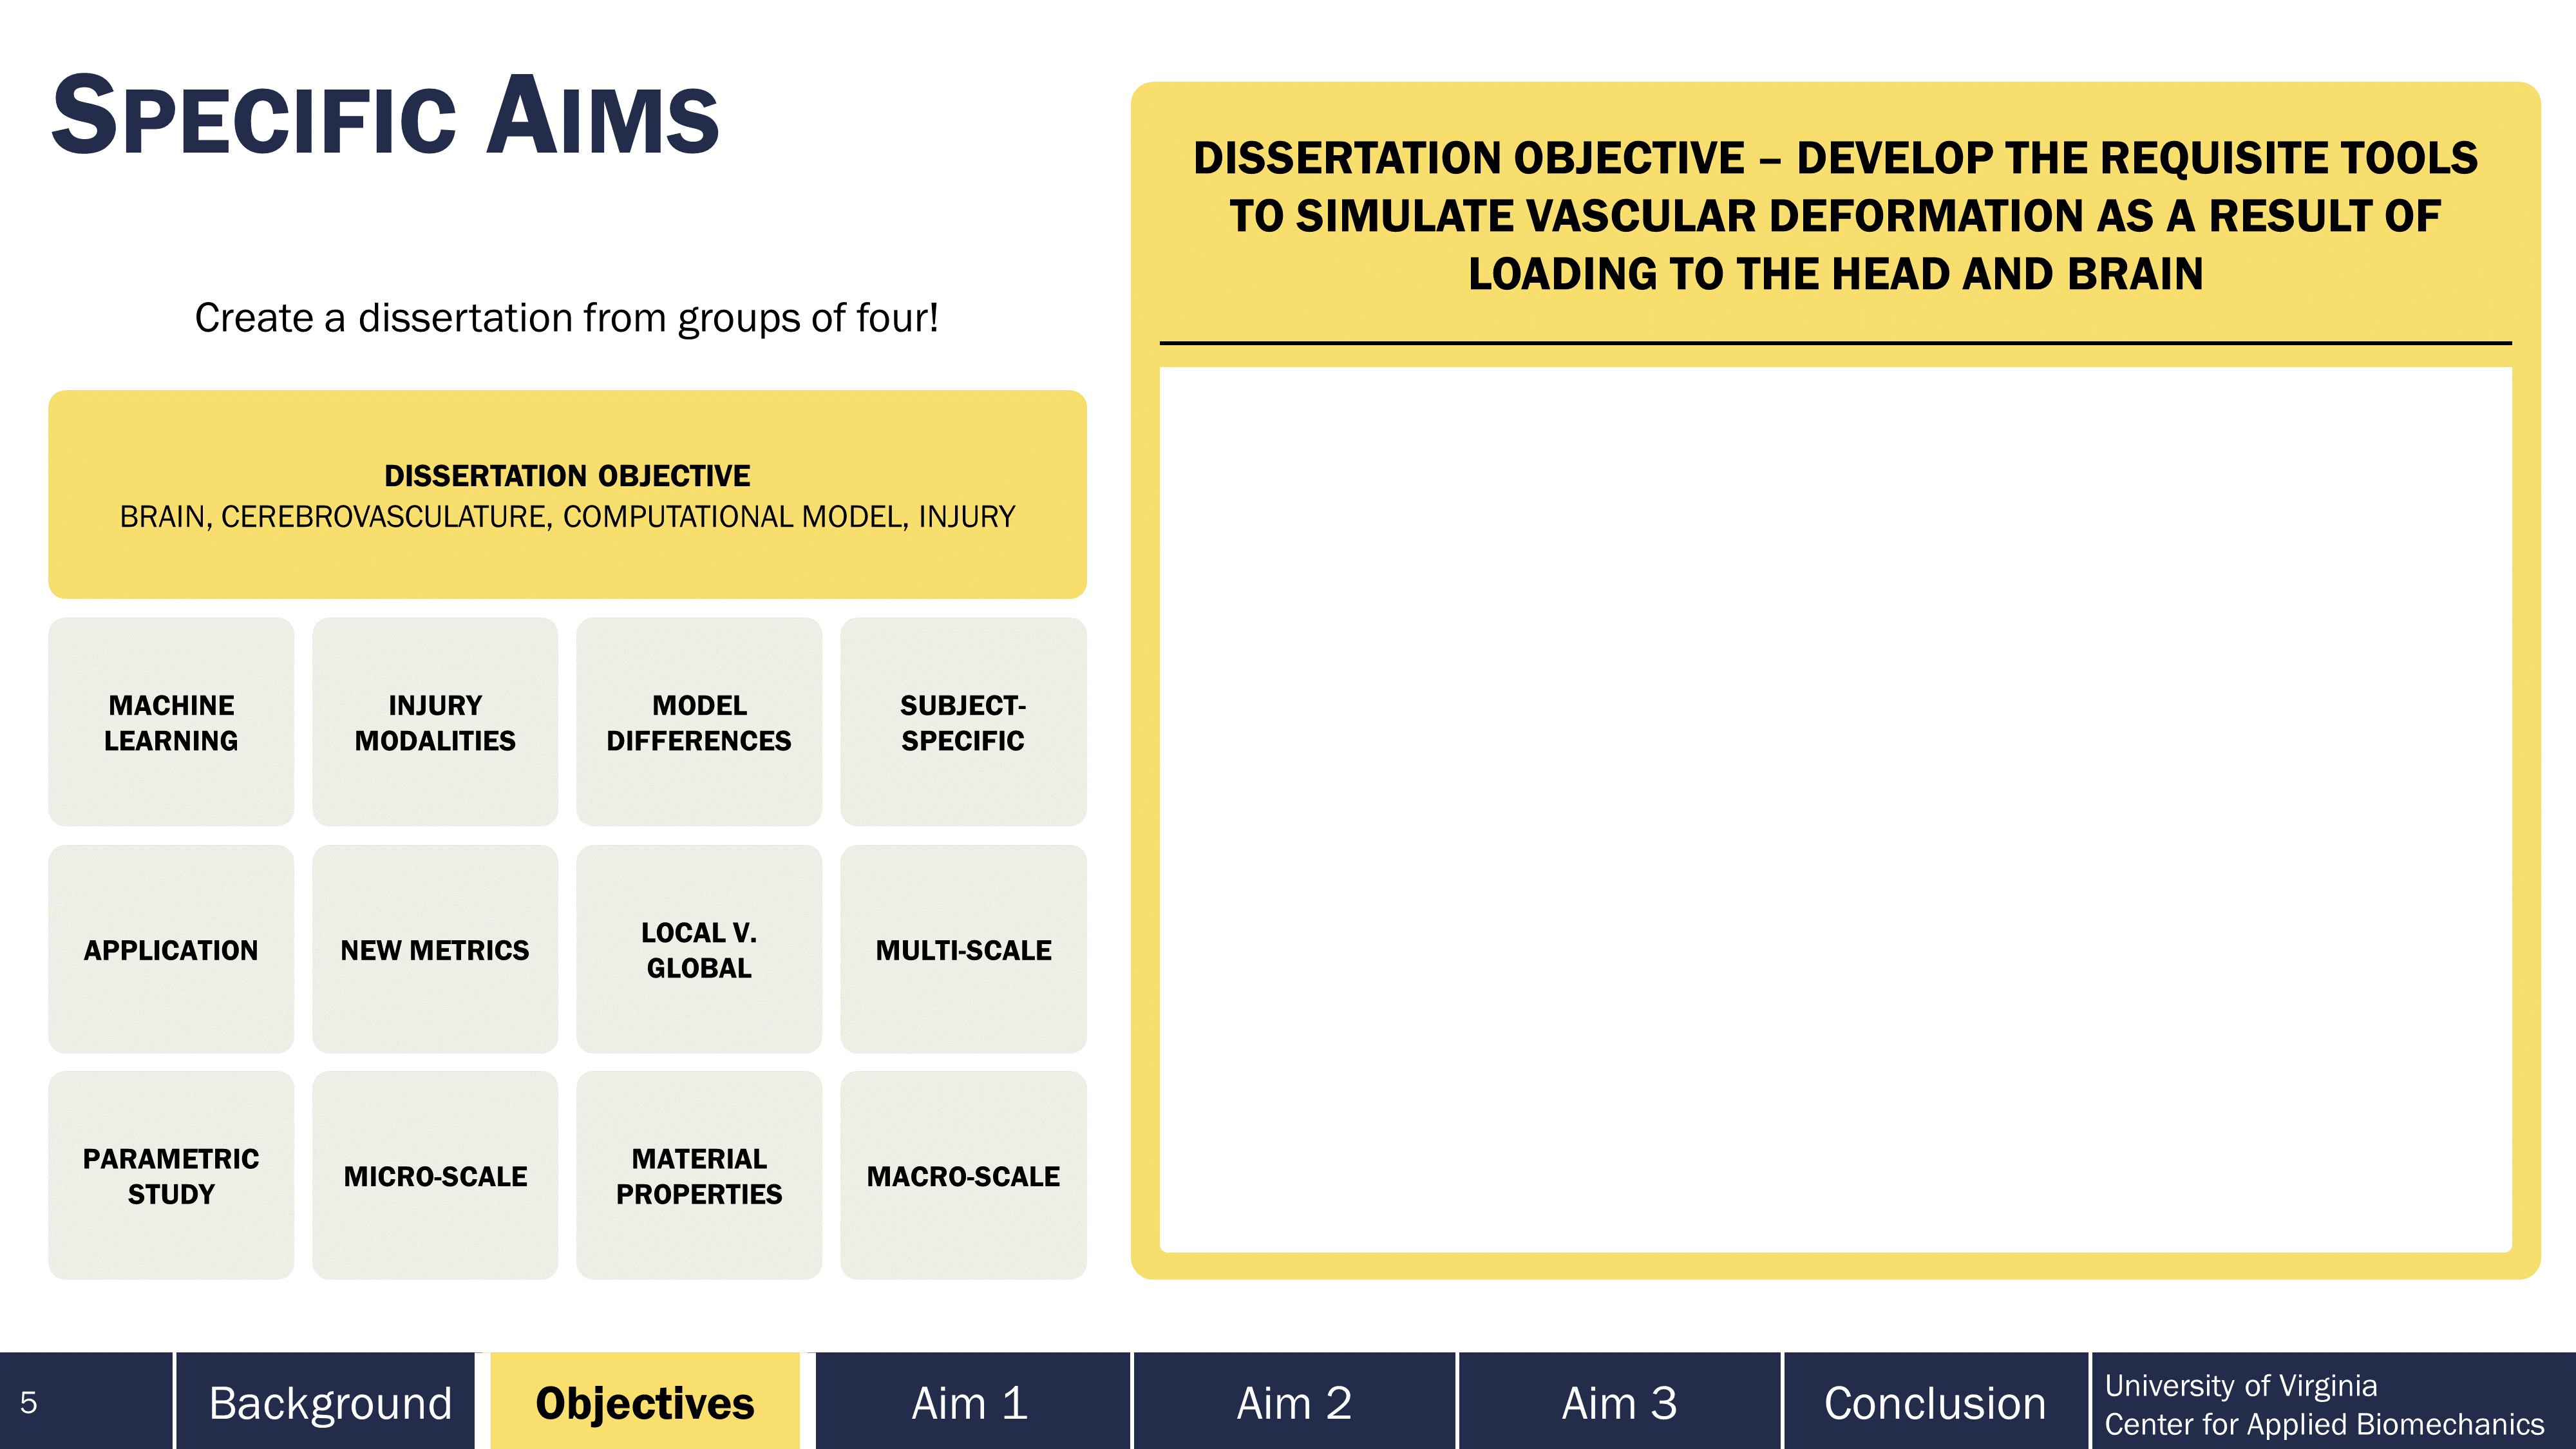 SPECIFIC AIMS
Create a dissertation from groups of four!
DISSERTATION OBJECTIVE
BRAIN, CEREBROVASCULATURE, COMPUTATIONAL MODEL, INJURY
MACHINE
LEARNING
INJURY
MODALITIES
MODEL
DIFFERENCES
SUBJECT-
SPECIFIC
APPLICATION
NEW METRICS
LOCAL V.
GLOBAL
MULTI-SCALE
PARAMETRIC
STUDY
MICRO-SCALE
MATERIAL
PROPERTIES
MACRO-SCALE
DISSERTATION OBJECTIVE – DEVELOP THE REQUISITE TOOLS
TO SIMULATE VASCULAR DEFORMATION AS A RESULT OF
LOADING TO THE HEAD AND BRAIN
5
Background
Objectives
Aim 1
Aim 2
Aim 3
Conclusion
University of Virginia
Center for Applied Biomechanics